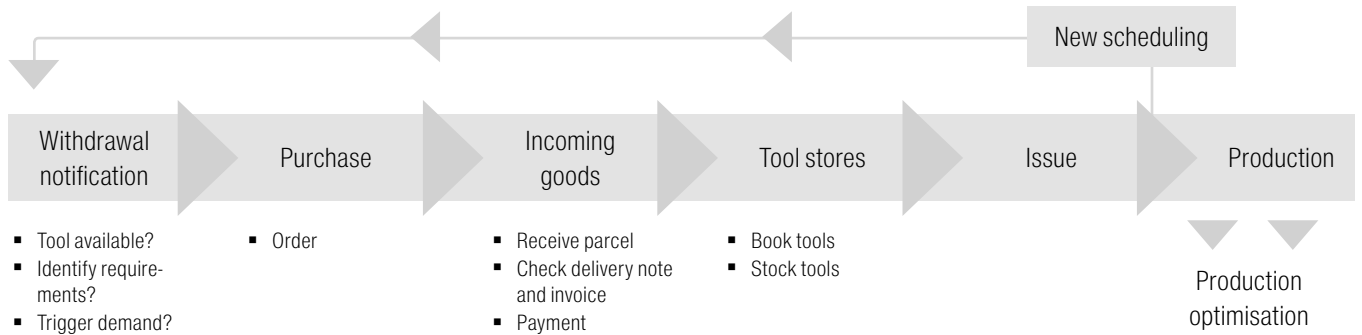 New scheduling
Withdrawal
notification
Purchase
Incoming
goods
Tool stores
Issue
Production
▪ Tool available?
▪ Identify require-
ments?
▪ Trigger demand?
▪ Order
▪ Receive parcel
▪ Check delivery note
and invoice
▪ Payment
▪ Book tools
▪ Stock tools
Production
optimisation